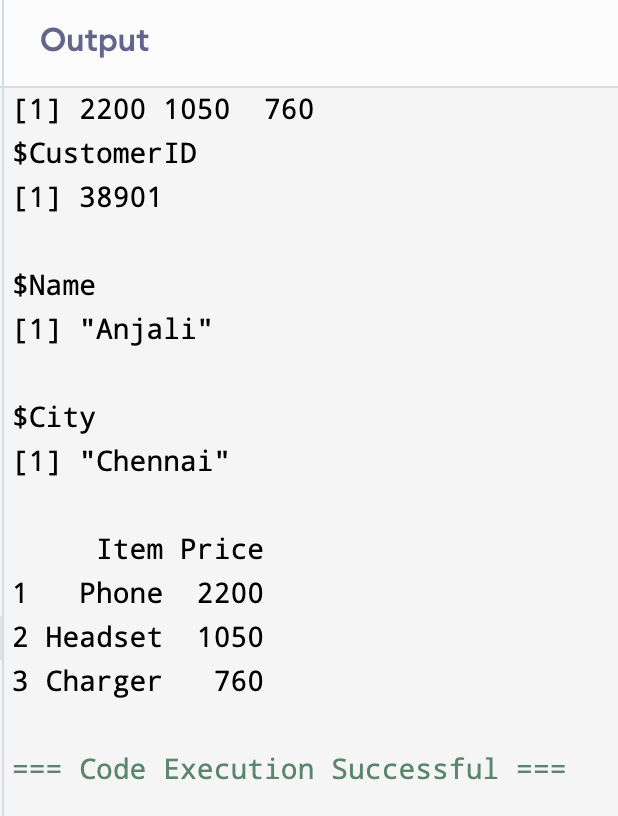 Output
[1] 2200 1050  760
$CustomerID
[1] 38901

$Name
[1] "Anjali"

$City
[1] "Chennai"

     Item Price
1   Phone  2200
2 Headset  1050
3 Charger   760

=== Code Execution Successful ===